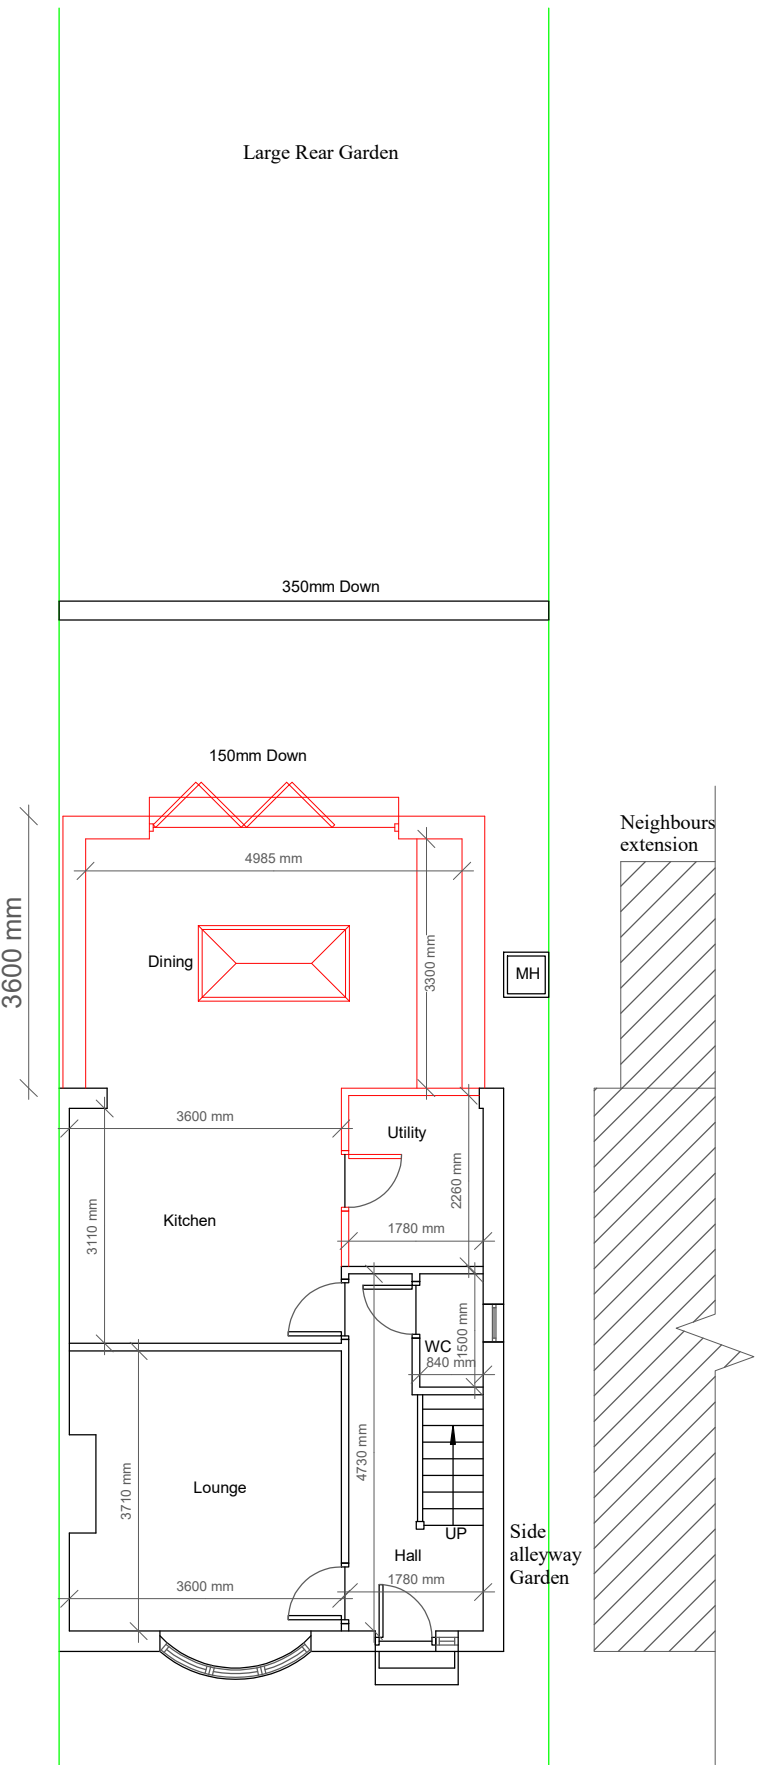 Large Rear Garden
350mm Down
150mm Down
Neighbours
extension
4985 mm
3600 mm
Dining
3300 mm
MH
3600 mm
Utility
2260 mm
3110 mm
Kitchen
1780 mm
1500 mm
WC
840 mm
4730 mm
3710 mm
Lounge
UP
Side
alleyway
Garden
Hall
3600 mm
1780 mm